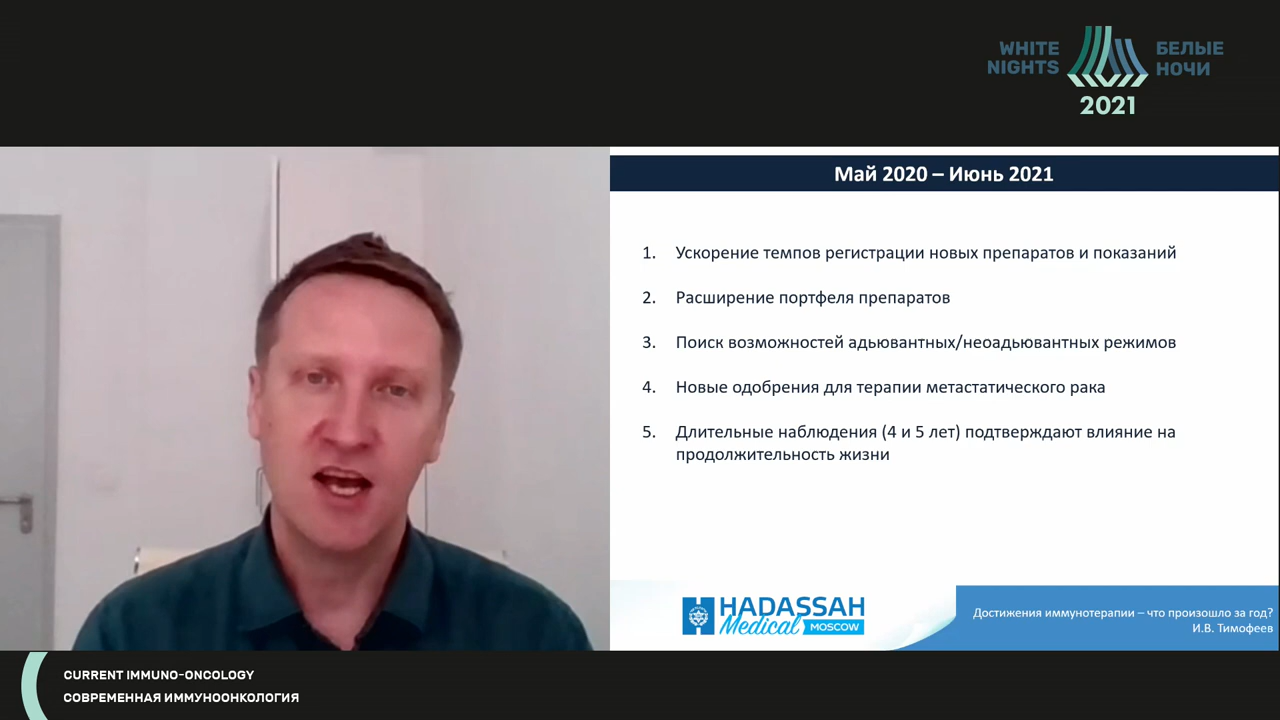 WHITE NIGHTS
БЕЛЫЕ НОЧИ
2021
Май 2020 – Июнь 2021
1. Ускорение темпов регистрации новых препаратов и показаний
2. Расширение портфеля препаратов
3. Поиск возможностей адьювантных/неоадьювантных режимов
4. Новые одобрения для терапии метастатического рака
5. Длительные наблюдения (4 и 5 лет) подтверждают влияние на
продолжительность жизни
HADASSAH
Medical MOSCOW
Достижения иммунотерапии – что произошло за год?
И.В. Тимофеев
CURRENT IMMUNO-ONCOLOGY
СОВРЕМЕННАЯ ИММУНООНКОЛОГИЯ